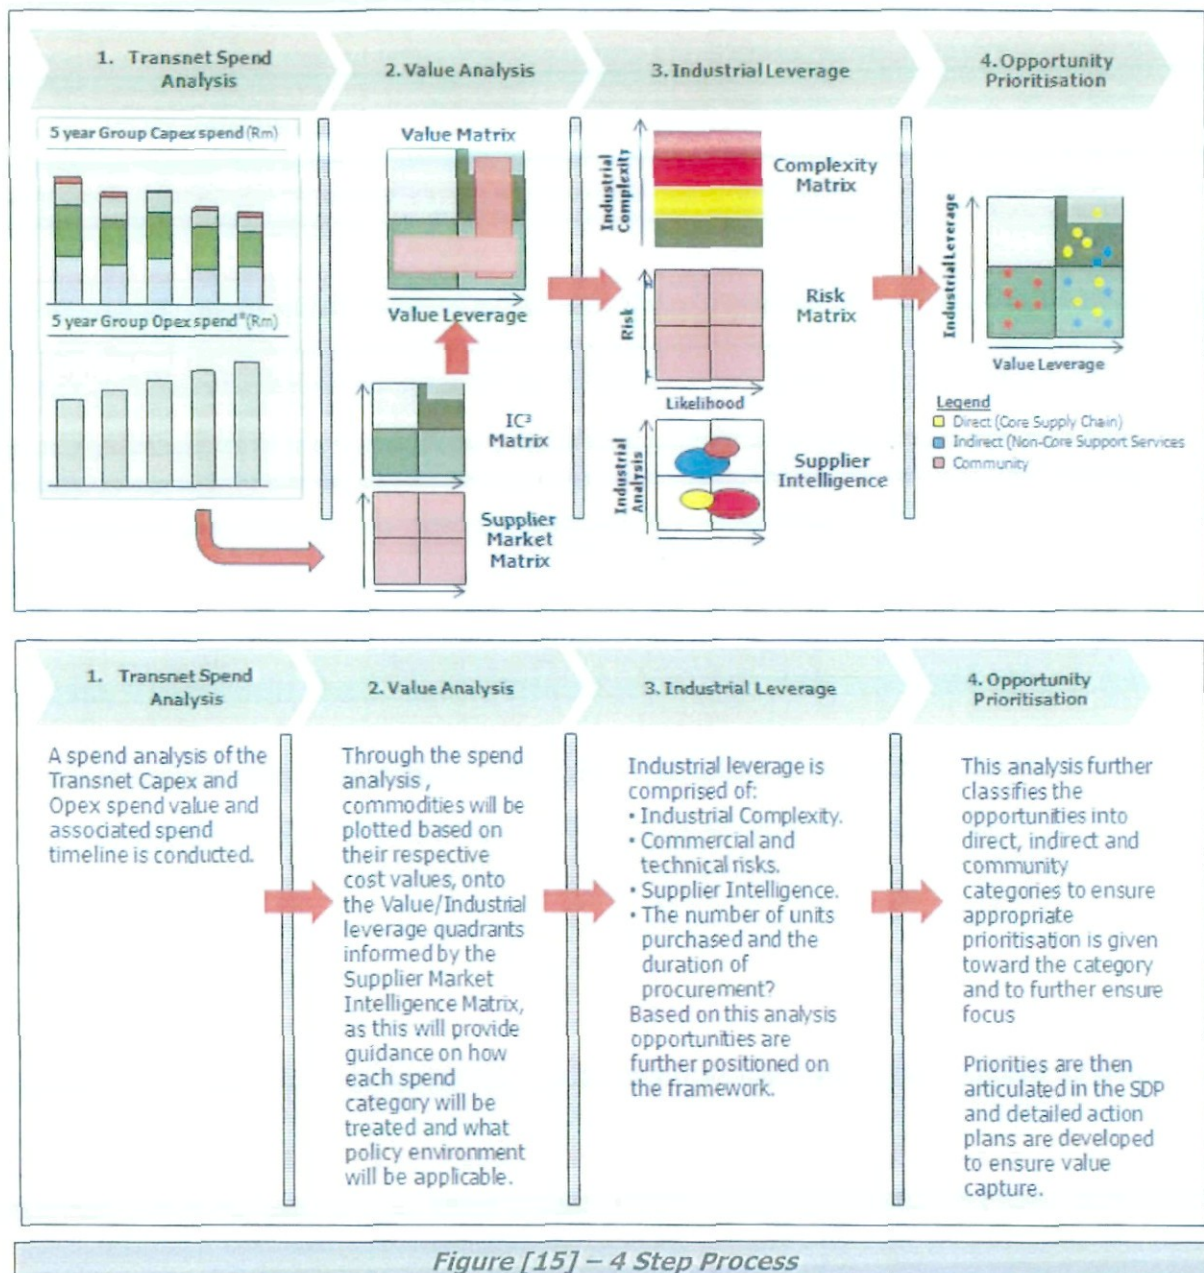 1. Transnet Spend
Analysis
2. Value Analysis
3. Industrial Leverage
4. Opportunity
Prioritisation
5 year Group Capex spend (Rm)
5 year Group Opex spend* (Rm)
Value Matrix
Value Leverage
IC³
Matrix
Supplier
Market
Matrix
Industrial
Complexity
Complexity
Matrix
Risk
Likelihood
Risk
Matrix
Industrial
Analysis
Supplier
Intelligence
Industrial Leverage
Value Leverage
Legend
Direct (Core Supply Chain)
Indirect (Non-Core Support Services
Community
1. Transnet Spend
Analysis
2. Value Analysis
3. Industrial Leverage
4. Opportunity
Prioritisation
A spend analysis of the
Transnet Capex and
Opex spend value and
associated spend
timeline is conducted.
Through the spend
analysis,
commodities will be
plotted based on
their respective
cost values, onto
the Value/Industrial
leverage quadrants
informed by the
Supplier Market
Intelligence Matrix,
as this will provide
guidance on how
each spend
category will be
treated and what
policy environment
will be applicable.
Industrial leverage is
comprised of:
• Industrial Complexity.
• Commercial and
technical risks.
• Supplier Intelligence.
• The number of units
purchased and the
duration of
procurement?
Based on this analysis
opportunities are
further positioned on
the framework.
This analysis further
classifies the
opportunities into
direct, indirect and
community
categories to ensure
appropriate
prioritisation is given
toward the category
and to further ensure
focus
Priorities are then
articulated in the SDP
and detailed action
plans are developed
to ensure value
capture.
Figure [15] – 4 Step Process